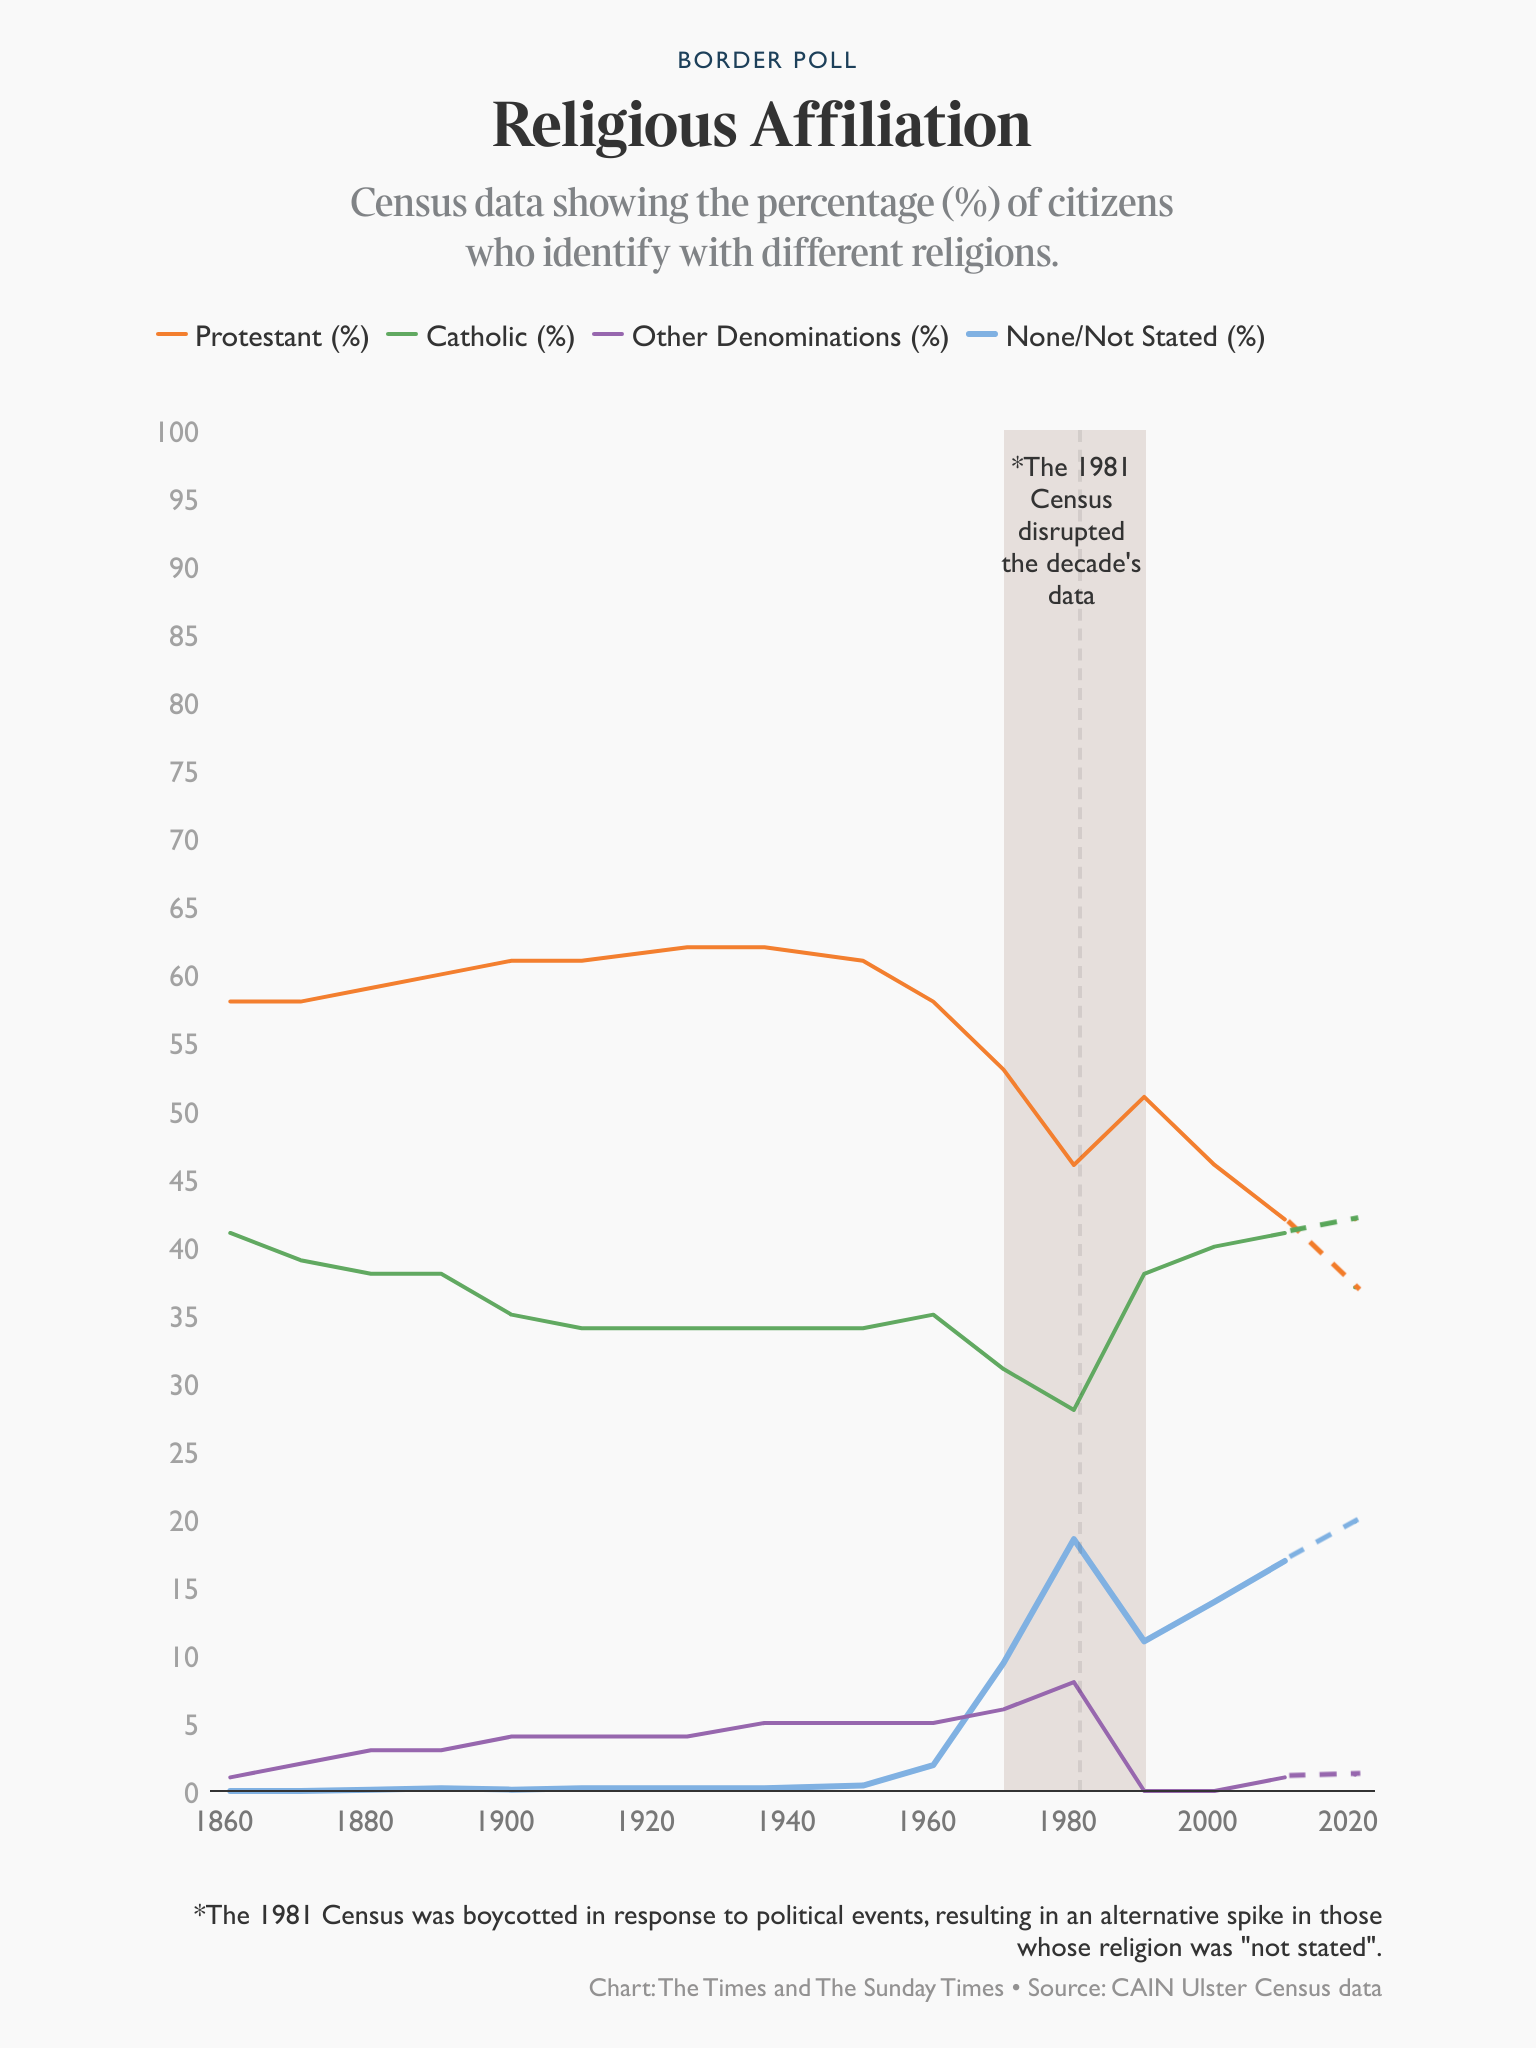 BORDER POLL
Religious Affiliation
Census data showing the percentage (%) of citizens
who identify with different religions.
Protestant (%) Catholic (%) Other Denominations (%) None/Not Stated (%)
100
*The 1981
95
Census
disrupted
90
the decade's
data
85
80
75
70
65
60
55
50
45
40
35
30
25
20
15
10
5
0
1860 1880 1900 1920 1940 1960 1980 2000 2020
*The 1981 Census was boycotted in response to political events, resulting in an alternative spike in those
whose religion was "not stated".
Chart: The Times and The Sunday Times • Source: CAIN Ulster Census data